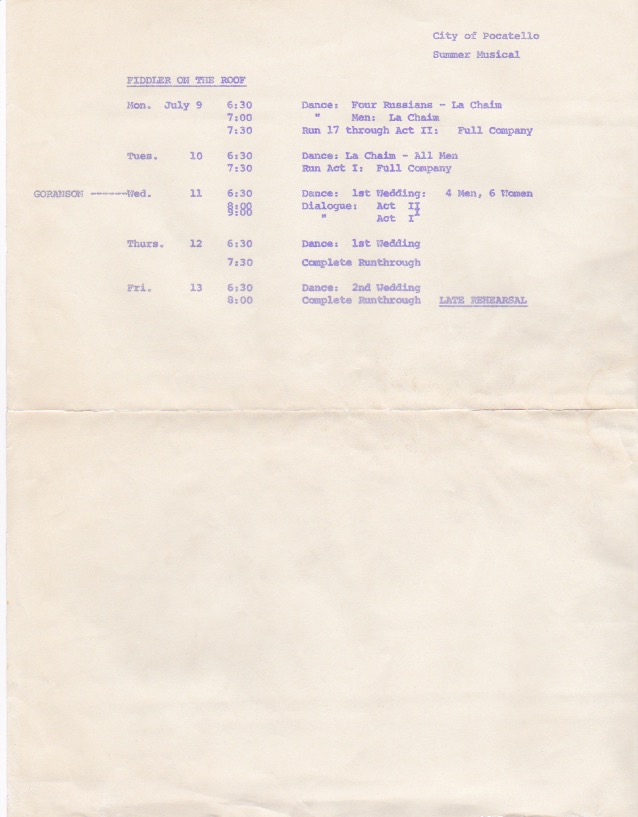 City of Pocatello
Summer Musical
FIDDLER ON THE ROOF
Mon. July 9 6:30 Dance: Four Russians - La Chaim
7:00 " Men: La Chaim
7:30 Run 17 through Act II: Full Company
Tues. 10 6:30 Dance: La Chaim - All Men
7:30 Run Act I: Full Company
GORANSON ------Wed. 11 6:30 Dance: 1st Wedding: 4 Men, 6 Women
8:00 Dialogue: Act II
9:00 " Act I
Thurs. 12 6:30 Dance: 1st Wedding
7:30 Complete Runthrough
Fri. 13 6:30 Dance: 2nd Wedding
8:00 Complete Runthrough LATE REHEARSAL